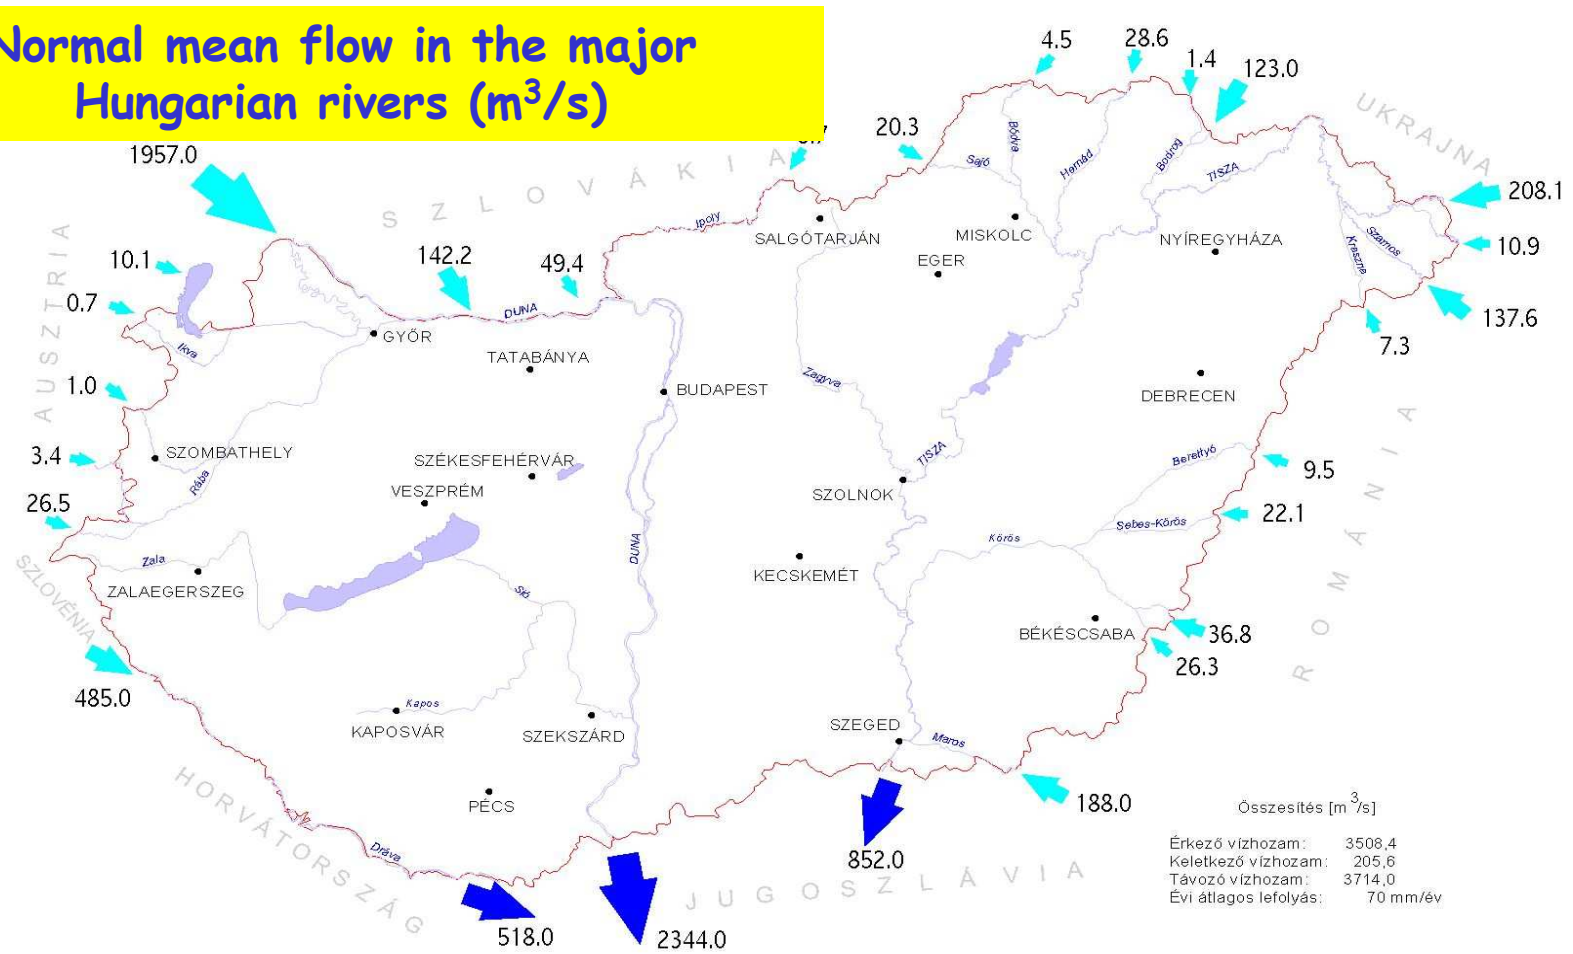 Normal mean flow in the major
Hungarian rivers (m³/s)
4.5
28.6
1.4
123.0
20.3
1957.0
208.1
10.9
137.6
7.3
142.2
49.4
10.1
0.7
1.0
3.4
26.5
485.0
9.5
22.1
36.8
26.3
188.0
852.0
518.0
2344.0
SZLOVÁKIA
UKRAJNA
AUSZTRIA
ROMÁNIA
SZLOVÉNIA
HORVÁTORSZÁG
JUGOSZLÁVIA
SALGÓTARJÁN
MISKOLC
EGER
NYÍREGYHÁZA
GYŐR
TATABÁNYA
BUDAPEST
DEBRECEN
SZOMBATHELY
SZÉKESFEHÉRVÁR
VESZPRÉM
SZOLNOK
ZALAEGERSZEG
KECSKEMÉT
BÉKÉSCSABA
KAPOSVÁR
SZEKSZÁRD
SZEGED
PÉCS
Sajó
Bódva
Hernád
Bodrog
TISZA
Ipoly
Szamos
Kraszna
DUNA
Ikva
Rába
Zagyva
TISZA
Berettyó
Sebes-Körös
Körös
DUNA
Zala
Sió
Kapos
Maros
Dráva
Összesítés [m³/s]
Érkező vízhozam: 3508,4
Keletkező vízhozam: 205,6
Távozó vízhozam: 3714,0
Évi átlagos lefolyás: 70 mm/év